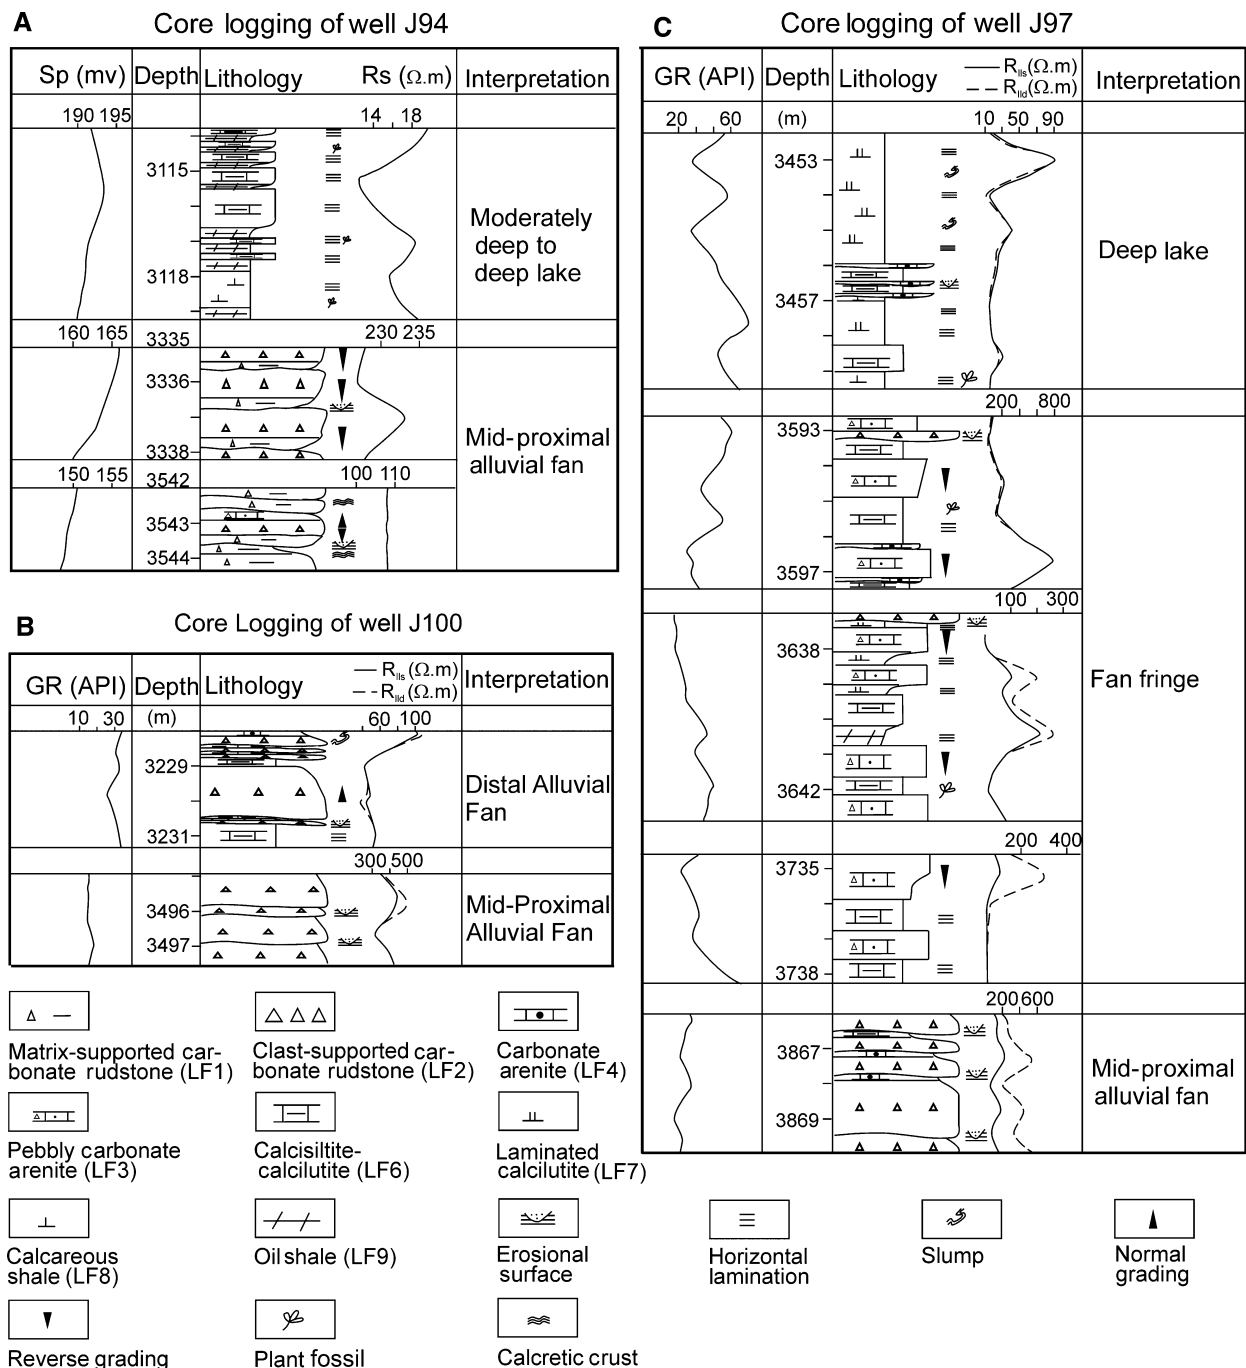 A
Core logging of well J94
Sp (mv)
Depth
Lithology
Rs (Ω.m)
Interpretation
190 195
14 18
3115
3118
Moderately
deep to
deep lake
160 165
3335
230 235
3336
3338
Mid-proximal
alluvial fan
150 155
3542
100 110
3543
3544
B
Core Logging of well J100
GR (API)
Depth
Lithology
Rlls(Ω.m)
Rlld(Ω.m)
Interpretation
10 30
(m)
60 100
3229
3231
Distal Alluvial
Fan
300 500
3496
3497
Mid-Proximal
Alluvial Fan
C
Core logging of well J97
GR (API)
Depth
Lithology
Rlls(Ω.m)
Rlld(Ω.m)
Interpretation
20 60
(m)
10 50 90
3453
3457
Deep lake
200 800
3593
3597
100 300
3638
3642
Fan fringe
200 400
3735
3738
200 600
3867
3869
Mid-proximal
alluvial fan
Matrix-supported car-
bonate rudstone (LF1)
Clast-supported car-
bonate rudstone (LF2)
Carbonate
arenite (LF4)
Pebbly carbonate
arenite (LF3)
Calcisiltite-
calcilutite (LF6)
Laminated
calcilutite (LF7)
Calcareous
shale (LF8)
Oil shale (LF9)
Erosional
surface
Horizontal
lamination
Slump
Normal
grading
Reverse grading
Plant fossil
Calcretic crust